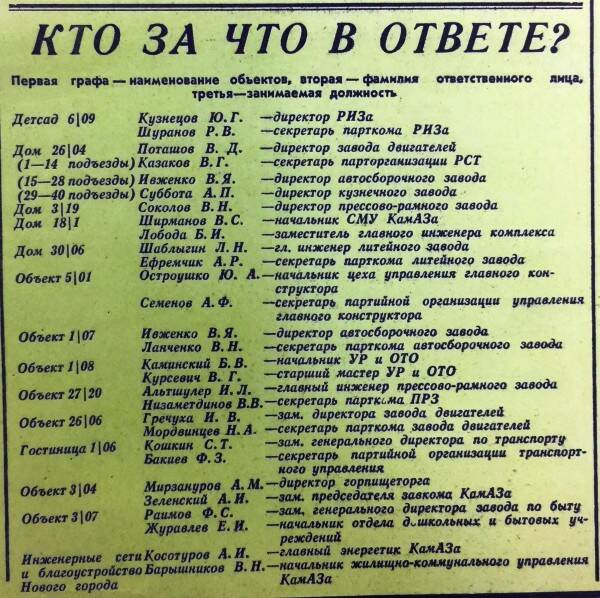 КТО ЗА ЧТО В ОТВЕТЕ?
Первая графа — наименование объектов, вторая — фамилия ответственного лица,
третья — занимаемая должность
Детсад 6|09 Кузнецов Ю. Г. —директор РИЗа
Шуранов Р. В. —секретарь парткома РИЗа
Дом 26|04 Поташов В. Д. —директор завода двигателей
(1—14 подъезды) Казаков В. Г. —секретарь парторганизации РСТ
(15—28 подъезды) Ивженко В. Я. —директор автосборочного завода
(29—40 подъезды) Суббота А. П. —директор кузнечного завода
Дом 3|19 Соколов В. Н. —директор прессово-рамного завода
Дом 18|1 Ширманов В. С. —начальник СМУ КамАЗа
Лобода Б. И. —заместитель главного инженера комплекса
Дом 30|06 Шаблыгин Л. Н. —гл. инженер литейного завода
Ефремчик А. Р. —секретарь парткома литейного завода
Объект 5|01 Остроушко Ю. А. —начальник цеха управления главного кон-
структора
Семенов А. Ф. —секретарь партийной организации управления
главного конструктора
Объект 1|07 Ивженко В. Я. —директор автосборочного завода
Ланченко В. Н. —секретарь парткома автосборочного завода
Объект 1|08 Каминский Б. В. —начальник УР и ОТО
Курсевич В. Г. —старший мастер УР и ОТО
Объект 27|20 Альтшулер И. Л. —главный инженер прессово-рамного завода
Низаметдинов В. В. —секретарь парткома ПРЗ
Объект 26|06 Гречуха И. В. —зам. директора завода двигателей
Мордвинцев Н. А. —секретарь парткома завода двигателей
Гостиница 1|06 Кошкин С. Т. —зам. генерального директора по транспорту
Бакиев Ф. З. —секретарь партийной организации транспорт-
ного управления
Объект 3|04 Мирзануров А. М. —директор горпищеторга
Зеленский А. И. —зам. председателя завкома КамАЗа
Объект 3|07 Раимов Ф. С. —зам. генерального директора завода по быту
Журавлев Е. И. —начальник отдела дошкольных и бытовых уч-
реждений
Инженерные сети Косотуров А. И. —главный энергетик КамАЗа
и благоустройство Барышников В. Н. —начальник жилищно-коммунального управления
Нового города КамАЗа